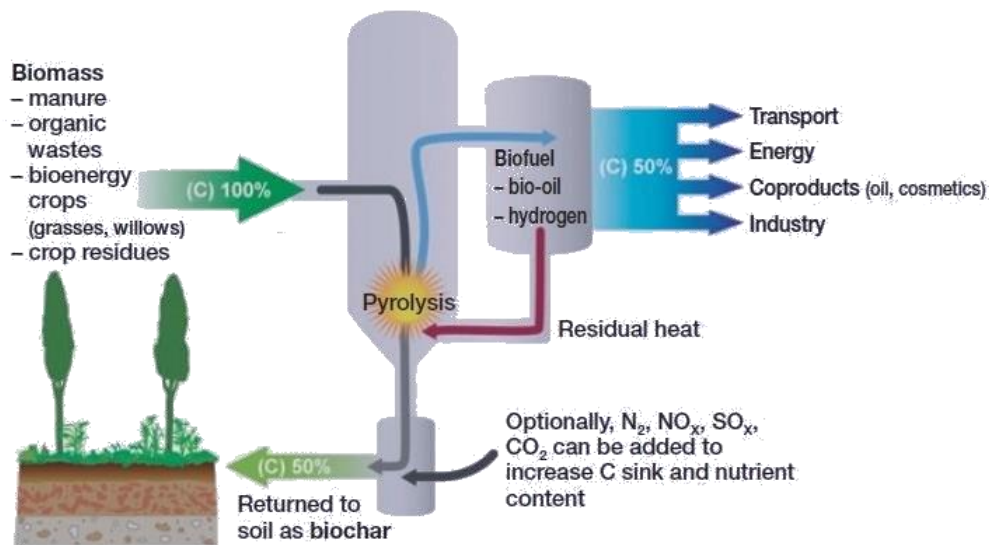 Biomass
– manure
– organic
wastes
– bioenergy
crops
(grasses, willows)
– crop residues
(C) 100%
Pyrolysis
Biofuel
– bio-oil
– hydrogen
(C) 50%
Transport
Energy
Coproducts (oil, cosmetics)
Industry
Residual heat
Optionally, N₂, NOₓ, SOₓ,
CO₂ can be added to
increase C sink and nutrient
content
(C) 50%
Returned to
soil as biochar